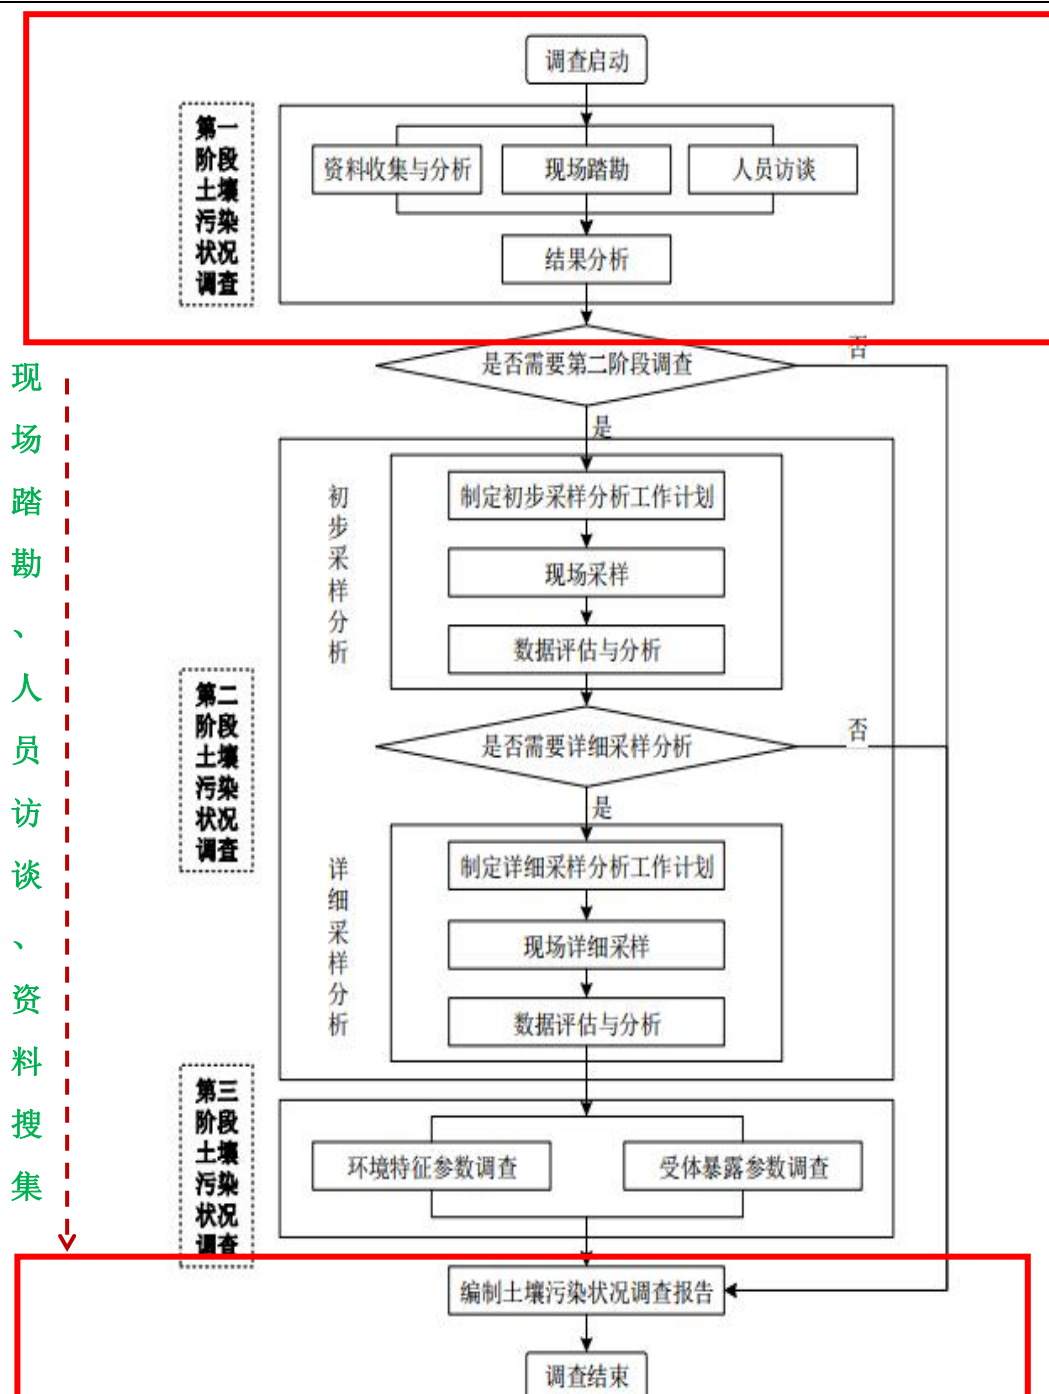 调查启动
第一
阶段
土壤
污染
状况
调查
资料收集与分析
现场踏勘
人员访谈
结果分析
是否需要第二阶段调查
否
是
现场踏勘、人员访谈、资料搜集
初步采样分析
制定初步采样分析工作计划
现场采样
数据评估与分析
第二
阶段
土壤
污染
状况
调查
是否需要详细采样分析
否
是
详细采样分析
制定详细采样分析工作计划
现场详细采样
数据评估与分析
第三
阶段
土壤
污染
状况
调查
环境特征参数调查
受体暴露参数调查
编制土壤污染状况调查报告
调查结束